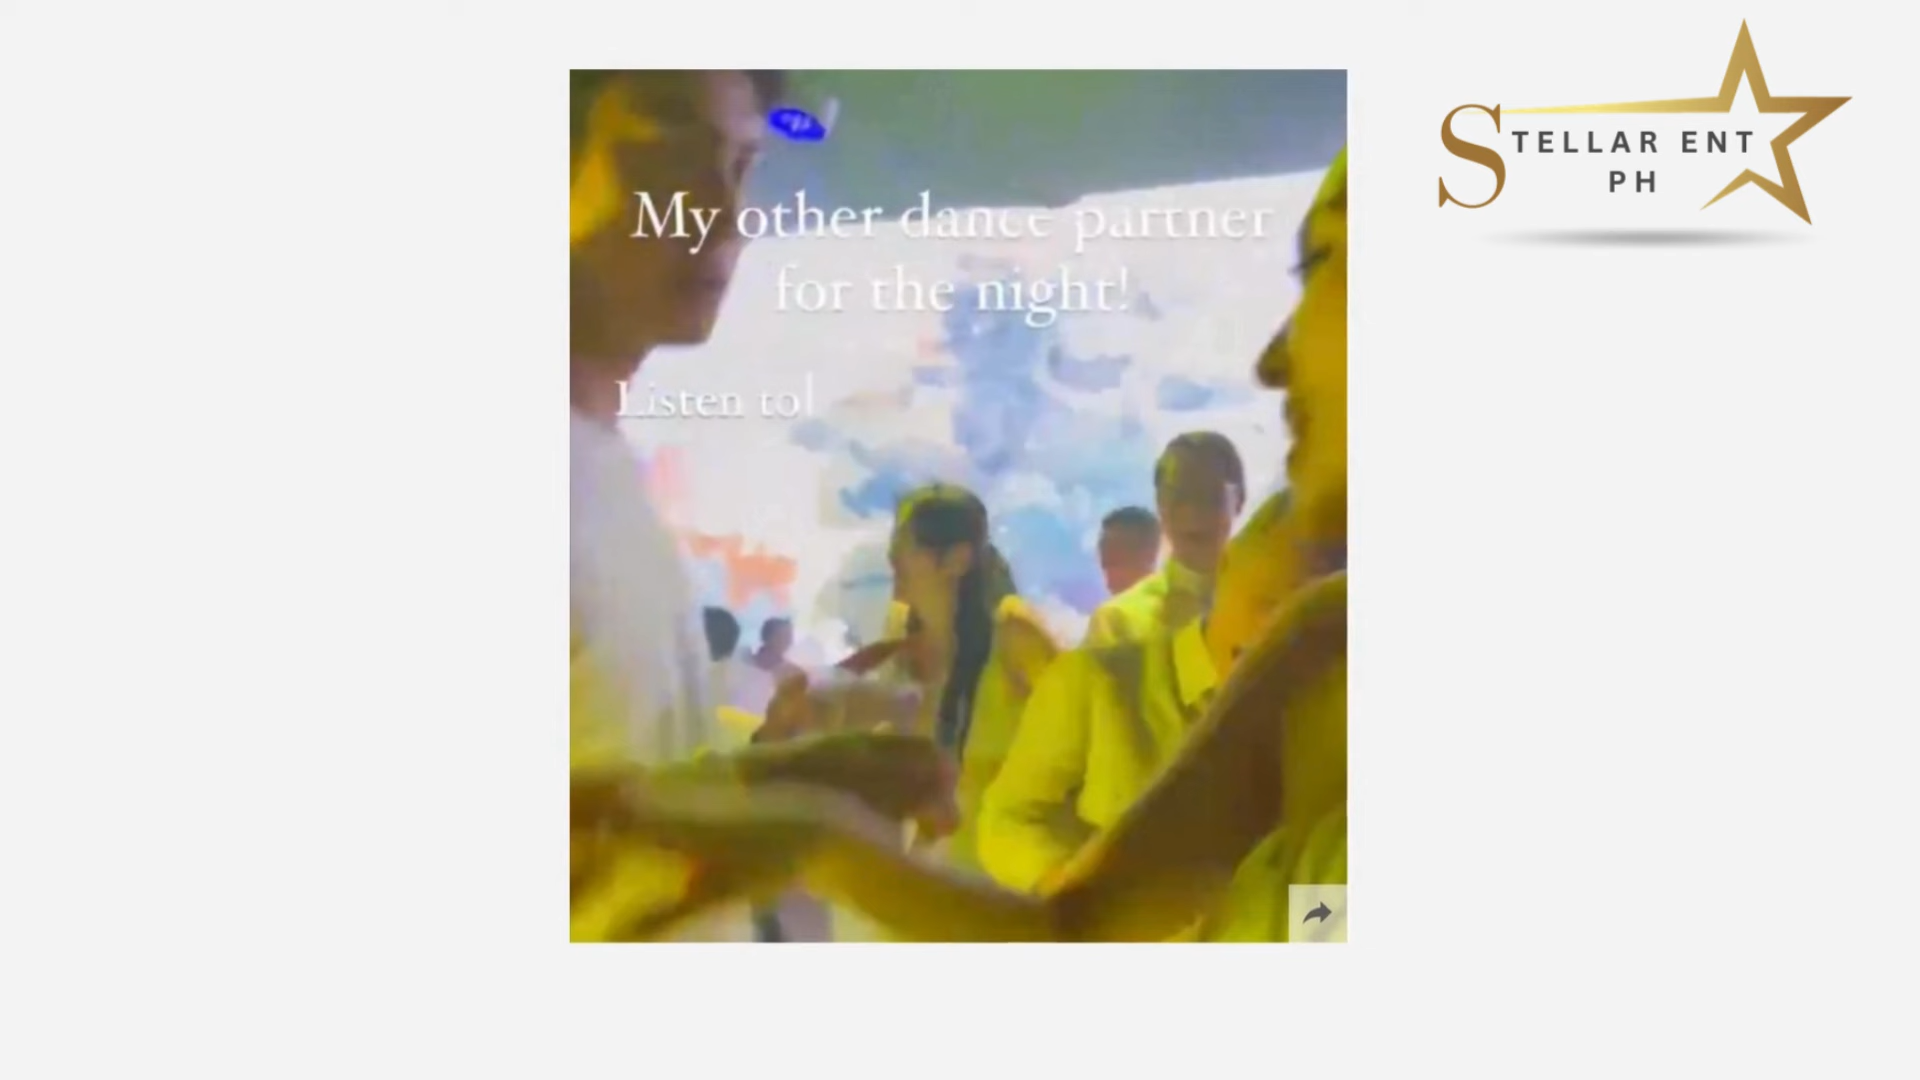 My other dance partner
for the night!
Listen to
STELLAR ENT
PH